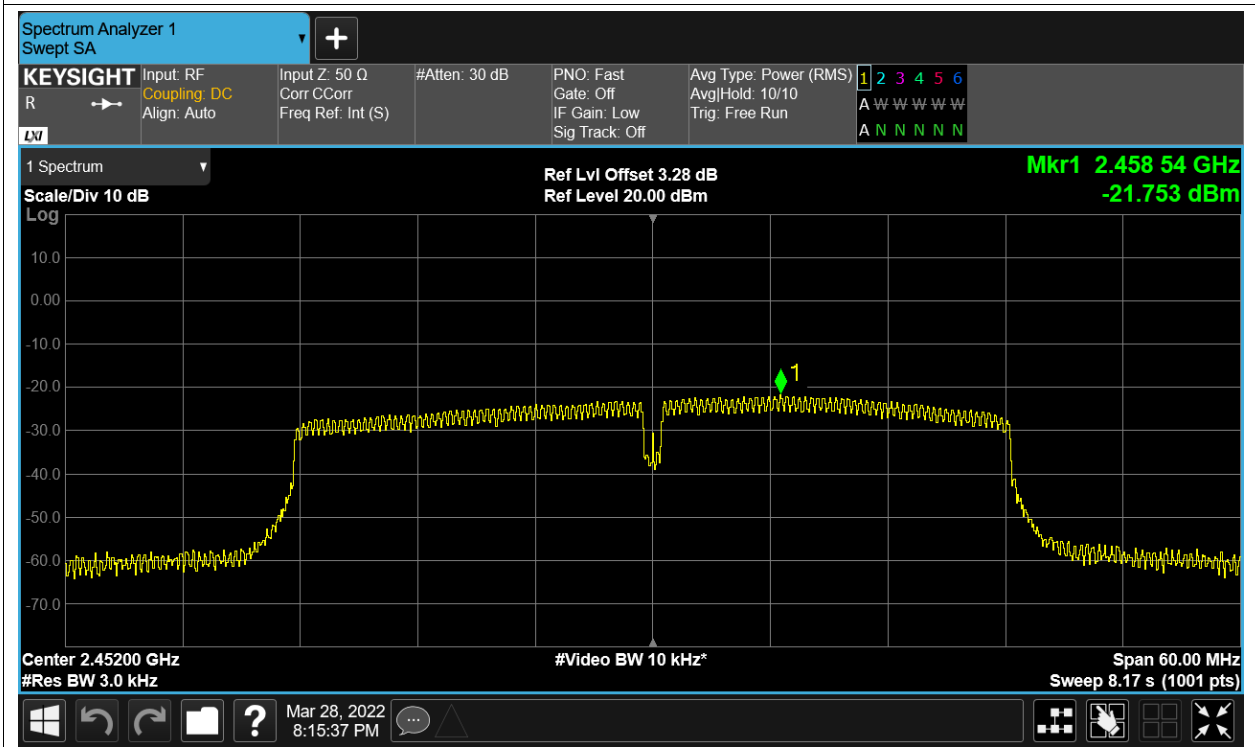 Spectrum Analyzer 1
Swept SA
KEYSIGHT
R
LXI
Input: RF
Coupling: DC
Align: Auto
Input Z: 50 Ω
Corr CCorr
Freq Ref: Int (S)
#Atten: 30 dB
PNO: Fast
Gate: Off
IF Gain: Low
Sig Track: Off
Avg Type: Power (RMS)
Avg|Hold: 10/10
Trig: Free Run
1 2 3 4 5 6
A W W W W W
A N N N N N
1 Spectrum
Scale/Div 10 dB
Log
Ref Lvl Offset 3.28 dB
Ref Level 20.00 dBm
Mkr1 2.458 54 GHz
-21.753 dBm
10.0
0.00
-10.0
-20.0
-30.0
-40.0
-50.0
-60.0
-70.0
1
Center 2.45200 GHz
#Res BW 3.0 kHz
#Video BW 10 kHz*
Span 60.00 MHz
Sweep 8.17 s (1001 pts)
?
Mar 28, 2022
8:15:37 PM